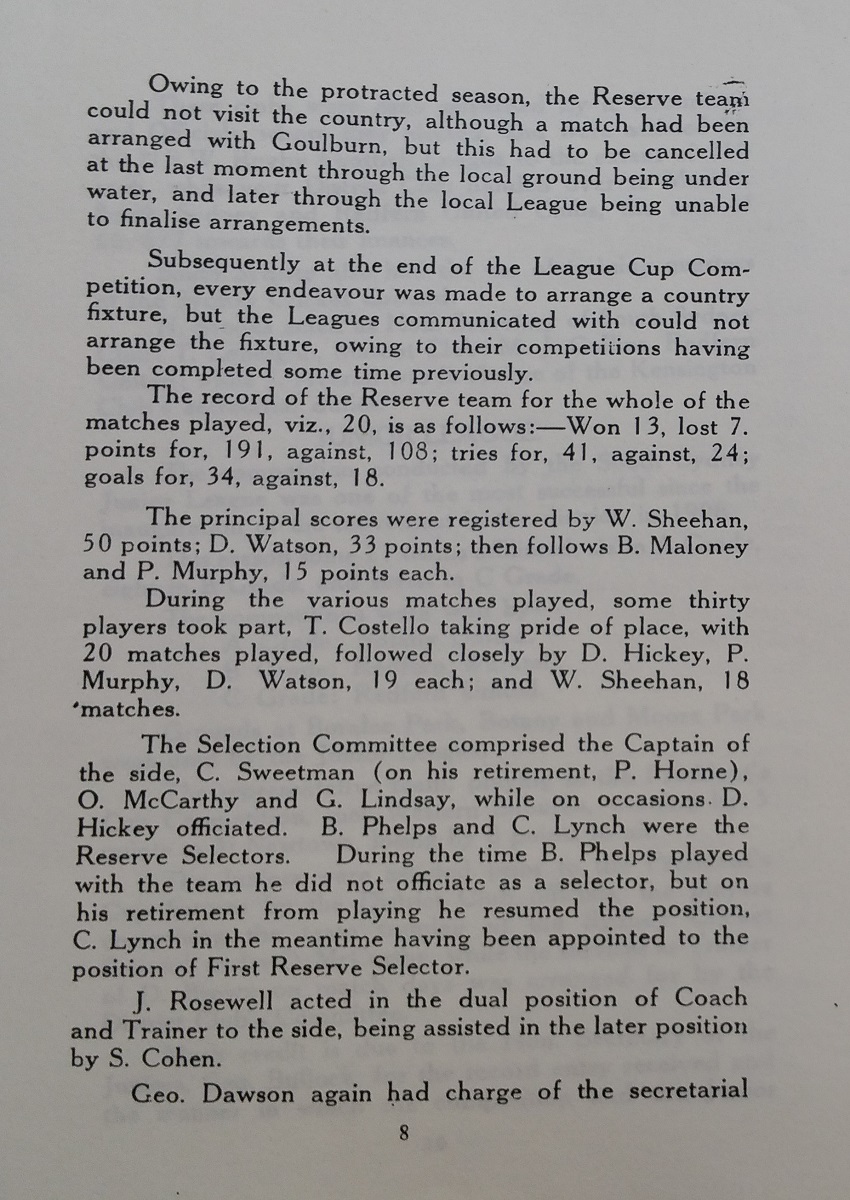 Owing to the protracted season, the Reserve team
could not visit the country, although a match had been
arranged with Goulburn, but this had to be cancelled
at the last moment through the local ground being under
water, and later through the local League being unable
to finalise arrangements.
Subsequently at the end of the League Cup Com-
petition, every endeavour was made to arrange a country
fixture, but the Leagues communicated with could not
arrange the fixture, owing to their competitions having
been completed some time previously.
The record of the Reserve team for the whole of the
matches played, viz., 20, is as follows:—Won 13, lost 7.
points for, 191, against, 108; tries for, 41, against, 24;
goals for, 34, against, 18.
The principal scores were registered by W. Sheehan,
50 points; D. Watson, 33 points; then follows B. Maloney
and P. Murphy, 15 points each.
During the various matches played, some thirty
players took part, T. Costello taking pride of place, with
20 matches played, followed closely by D. Hickey, P.
Murphy, D. Watson, 19 each; and W. Sheehan, 18
matches.
The Selection Committee comprised the Captain of
the side, C. Sweetman (on his retirement, P. Horne),
O. McCarthy and G. Lindsay, while on occasions D.
Hickey officiated. B. Phelps and C. Lynch were the
Reserve Selectors. During the time B. Phelps played
with the team he did not officiate as a selector, but on
his retirement from playing he resumed the position,
C. Lynch in the meantime having been appointed to the
position of First Reserve Selector.
J. Rosewell acted in the dual position of Coach
and Trainer to the side, being assisted in the later position
by S. Cohen.
Geo. Dawson again had charge of the secretarial
8